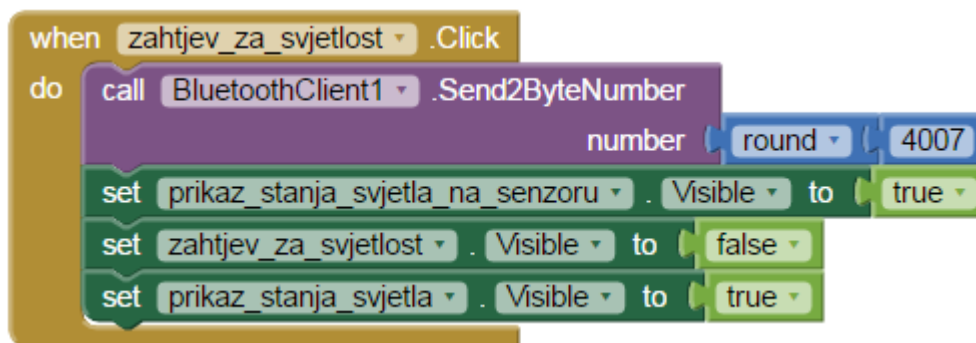 when zahtjev_za_svjetlost .Click
do call BluetoothClient1 .Send2ByteNumber
number round 4007
set prikaz_stanja_svjetla_na_senzoru . Visible to true
set zahtjev_za_svjetlost . Visible to false
set prikaz_stanja_svjetla . Visible to true